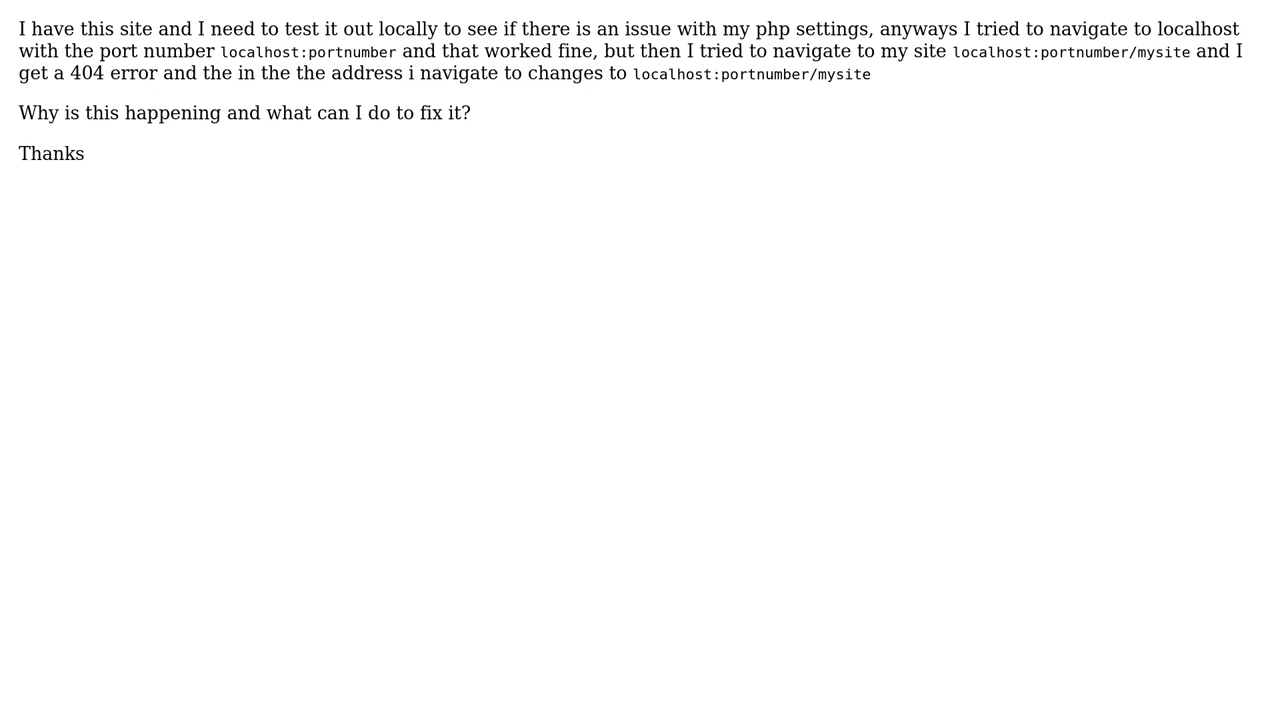 I have this site and I need to test it out locally to see if there is an issue with my php settings, anyways I tried to navigate to localhost
with the port number localhost:portnumber and that worked fine, but then I tried to navigate to my site localhost:portnumber/mysite and I
get a 404 error and the in the the address i navigate to changes to localhost:portnumber/mysite
Why is this happening and what can I do to fix it?
Thanks